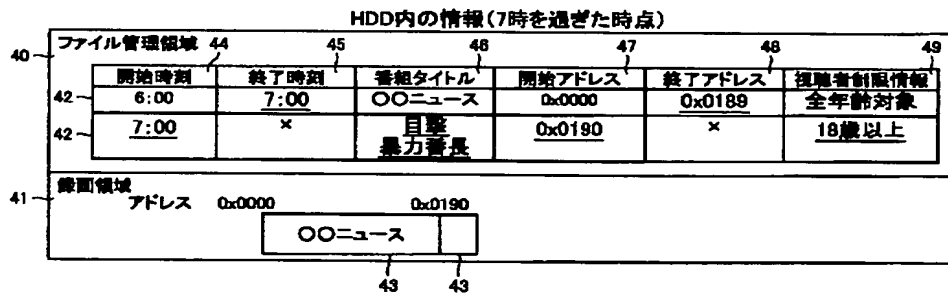 HDD内の情報(7時を過ぎた時点)
40 ファイル管理領域 44 45 46 47 48 49
開始時刻 終了時刻 番組タイトル 開始アドレス 終了アドレス 視聴者制限情報
42 6:00 7:00 〇〇ニュース 0x0000 0x0189 全年齢対象
42 7:00 × 目撃 0x0190 × 18歳以上
暴力番長
41 録画領域
アドレス 0x0000 0x0190
〇〇ニュース
43 43